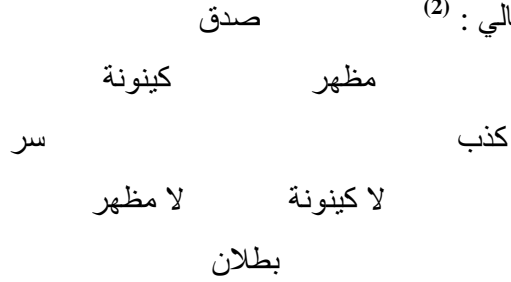 الي : (2) صدق
مظهر كينونة
كذب سر
لا كينونة لا مظهر
بطلان